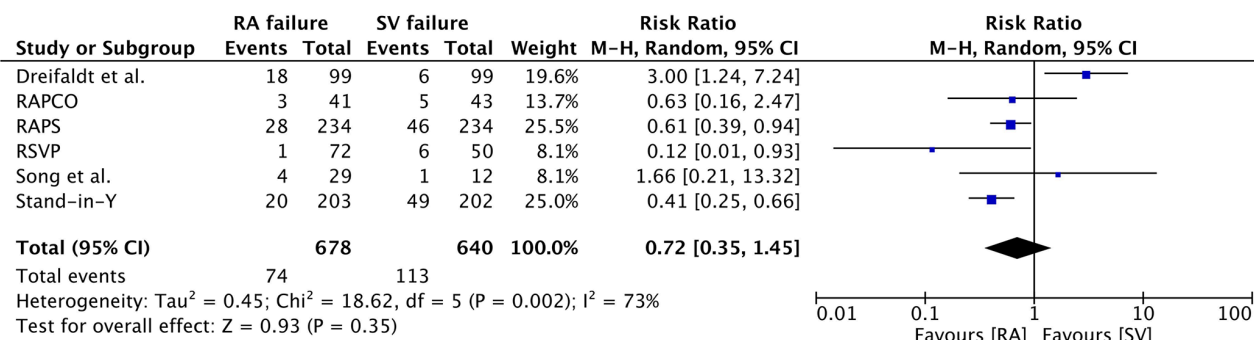 RA failure SV failure Risk Ratio Risk Ratio
Study or Subgroup Events Total Events Total Weight M-H, Random, 95% CI M-H, Random, 95% CI
Dreifaldt et al. 18 99 6 99 19.6% 3.00 [1.24, 7.24]
RAPCO 3 41 5 43 13.7% 0.63 [0.16, 2.47]
RAPS 28 234 46 234 25.5% 0.61 [0.39, 0.94]
RSVP 1 72 6 50 8.1% 0.12 [0.01, 0.93]
Song et al. 4 29 1 12 8.1% 1.66 [0.21, 13.32]
Stand-in-Y 20 203 49 202 25.0% 0.41 [0.25, 0.66]
Total (95% CI) 678 640 100.0% 0.72 [0.35, 1.45]
Total events 74 113
Heterogeneity: Tau² = 0.45; Chi² = 18.62, df = 5 (P = 0.002); I² = 73%
Test for overall effect: Z = 0.93 (P = 0.35)
0.01 0.1 1 10 100
Favours [RA] Favours [SV]